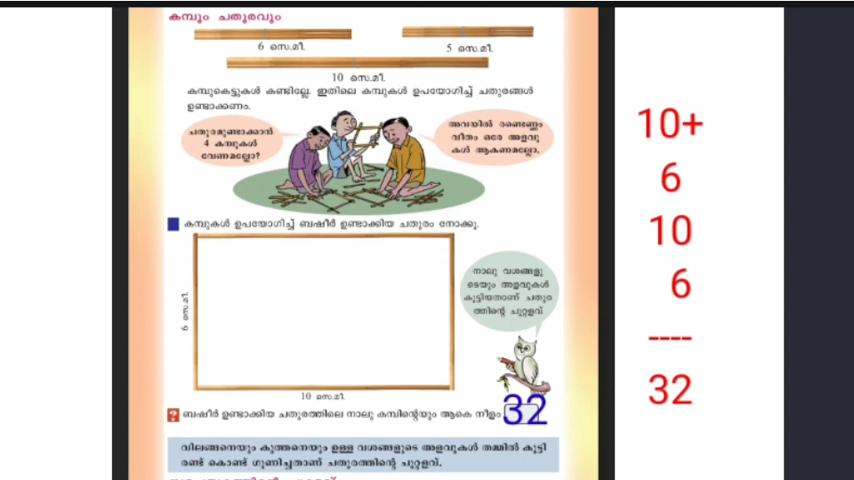 കമ്പും ചതുരവും
6 സെ.മീ.
5 സെ.മീ.
10 സെ.മീ.
കമ്പുകെട്ടുകൾ കണ്ടില്ലേ. ഇതിലെ കമ്പുകൾ ഉപയോഗിച്ച് ചതുരങ്ങൾ
ഉണ്ടാക്കണം.
ചതുരമുണ്ടാക്കാൻ
4 കമ്പുകൾ
വേണമല്ലോ?
അവയിൽ രണ്ടെണ്ണം
വീതം ഒരേ അളവു
കൾ ആകണമല്ലോ.
കമ്പുകൾ ഉപയോഗിച്ച് ബഷീർ ഉണ്ടാക്കിയ ചതുരം നോക്കൂ.
നാലു വശങ്ങളു
ടെയും അളവുകൾ
കൂട്ടിയതാണ് ചതുര
ത്തിന്റെ ചുറ്റളവ്
6 സെ.മീ.
10 സെ.മീ.
? ബഷീർ ഉണ്ടാക്കിയ ചതുരത്തിലെ നാലു കമ്പിന്റെയും ആകെ നീളം 32
വിലങ്ങനെയും കുത്തനെയും ഉള്ള വശങ്ങളുടെ അളവുകൾ തമ്മിൽ കൂട്ടി
രണ്ട് കൊണ്ട് ഗുണിച്ചതാണ് ചതുരത്തിന്റെ ചുറ്റളവ്.
10+
6
10
6
----
32